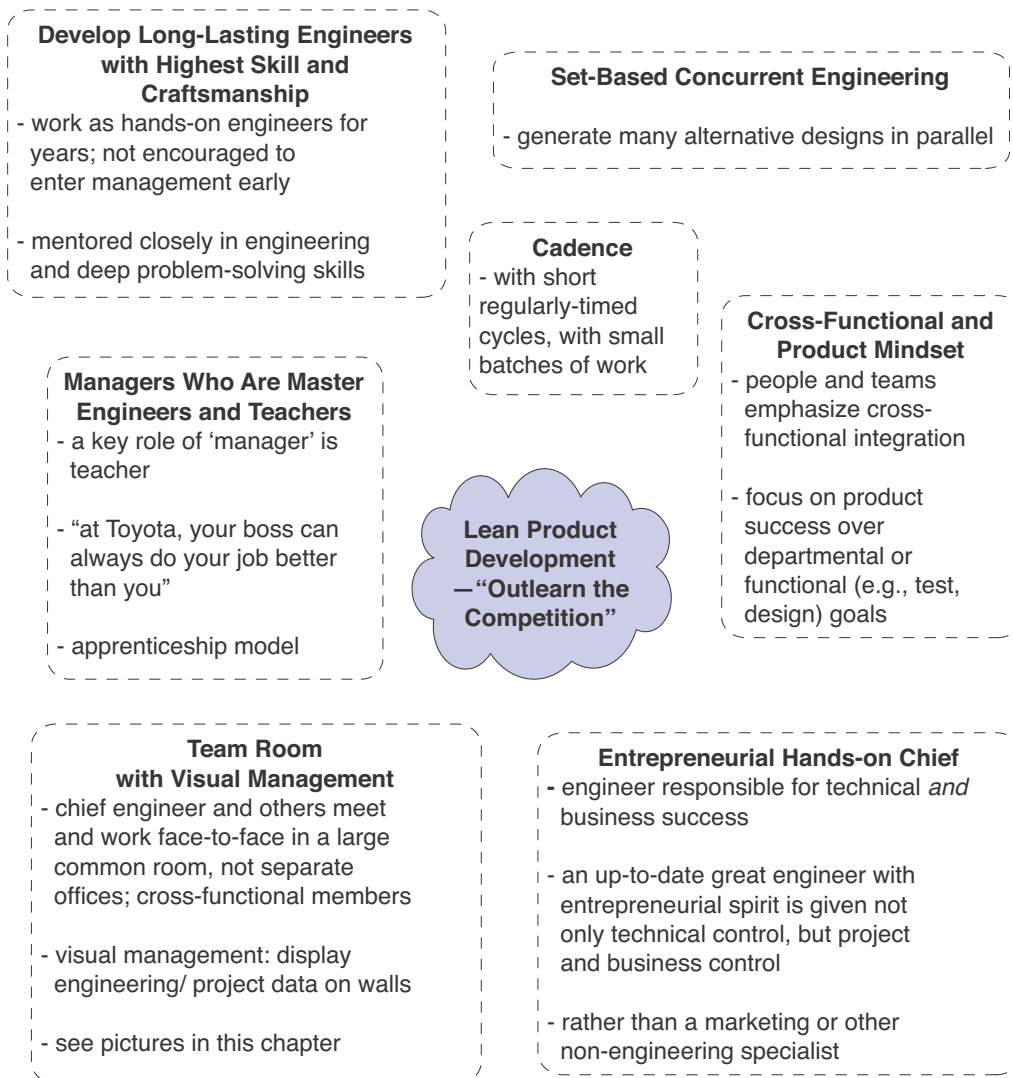 Develop Long-Lasting Engineers
with Highest Skill and
Craftsmanship
- work as hands-on engineers for
years; not encouraged to
enter management early
- mentored closely in engineering
and deep problem-solving skills
Set-Based Concurrent Engineering
- generate many alternative designs in parallel
Cadence
- with short
regularly-timed
cycles, with small
batches of work
Cross-Functional and
Product Mindset
- people and teams
emphasize cross-
functional integration
- focus on product
success over
departmental or
functional (e.g., test,
design) goals
Managers Who Are Master
Engineers and Teachers
- a key role of ‘manager’ is
teacher
- “at Toyota, your boss can
always do your job better
than you”
- apprenticeship model
Lean Product
Development
—“Outlearn the
Competition”
Team Room
with Visual Management
- chief engineer and others meet
and work face-to-face in a large
common room, not separate
offices; cross-functional members
- visual management: display
engineering/ project data on walls
- see pictures in this chapter
Entrepreneurial Hands-on Chief
- engineer responsible for technical and
business success
- an up-to-date great engineer with
entrepreneurial spirit is given not
only technical control, but project
and business control
- rather than a marketing or other
non-engineering specialist